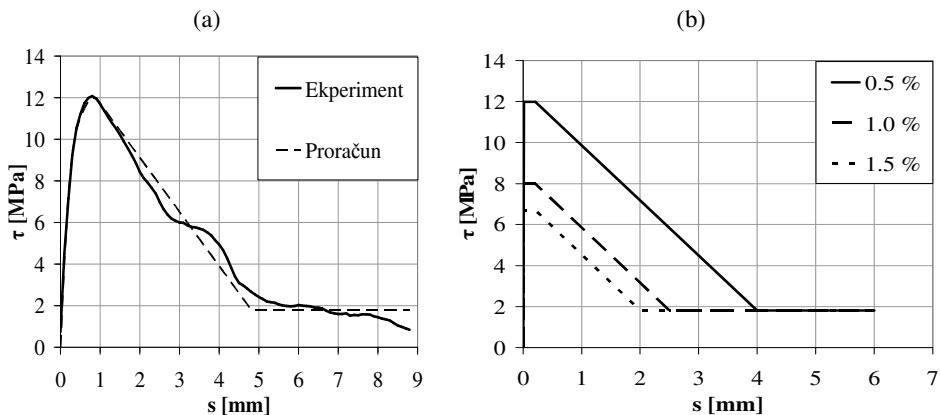 (a)
14
12
10
8
6
4
2
0
τ [MPa]
0 1 2 3 4 5 6 7 8 9
s [mm]
Ekperiment
Proračun
(b)
14
12
10
8
6
4
2
0
τ [MPa]
0 1 2 3 4 5 6 7
s [mm]
0.5 %
1.0 %
1.5 %